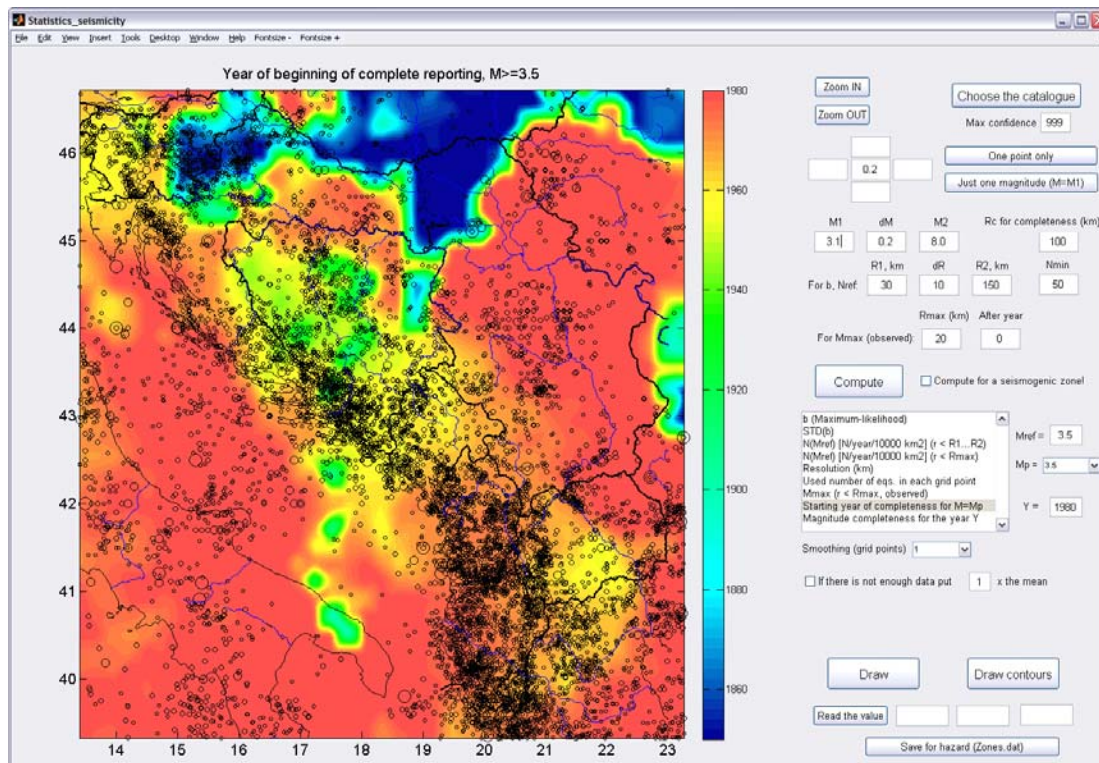 Statistics_seismicity
File Edit View Insert Tools Desktop Window Help Fontsize - Fontsize +
Year of beginning of complete reporting, M>=3.5
46
45
44
43
42
41
40
14 15 16 17 18 19 20 21 22 23
1980
1960
1940
1920
1900
1880
1860
Zoom IN
Zoom OUT
0.2
Choose the catalogue
Max confidence 999
One point only
Just one magnitude (M=M1)
M1 dM M2 Rc for completeness (km)
3.1 0.2 8.0 100
R1, km dR R2, km Nmin
For b, Nref: 30 10 150 50
Rmax (km) After year
For Mmax (observed): 20 0
Compute
Compute for a seismogenic zone!
b (Maximum-likelihood)
STD(b)
N(Mref) [N/year/10000 km2] (r < R1...R2)
N(Mref) [N/year/10000 km2] (r < Rmax)
Resolution (km)
Used number of eqs. in each grid point
Mmax (r < Rmax, observed)
Starting year of completeness for M=Mp
Magnitude completeness for the year Y
Mref = 3.5
Mp = 3.5
Y = 1980
Smoothing (grid points) 1
If there is not enough data put 1 x the mean
Draw
Draw contours
Read the value
Save for hazard (Zones.dat)